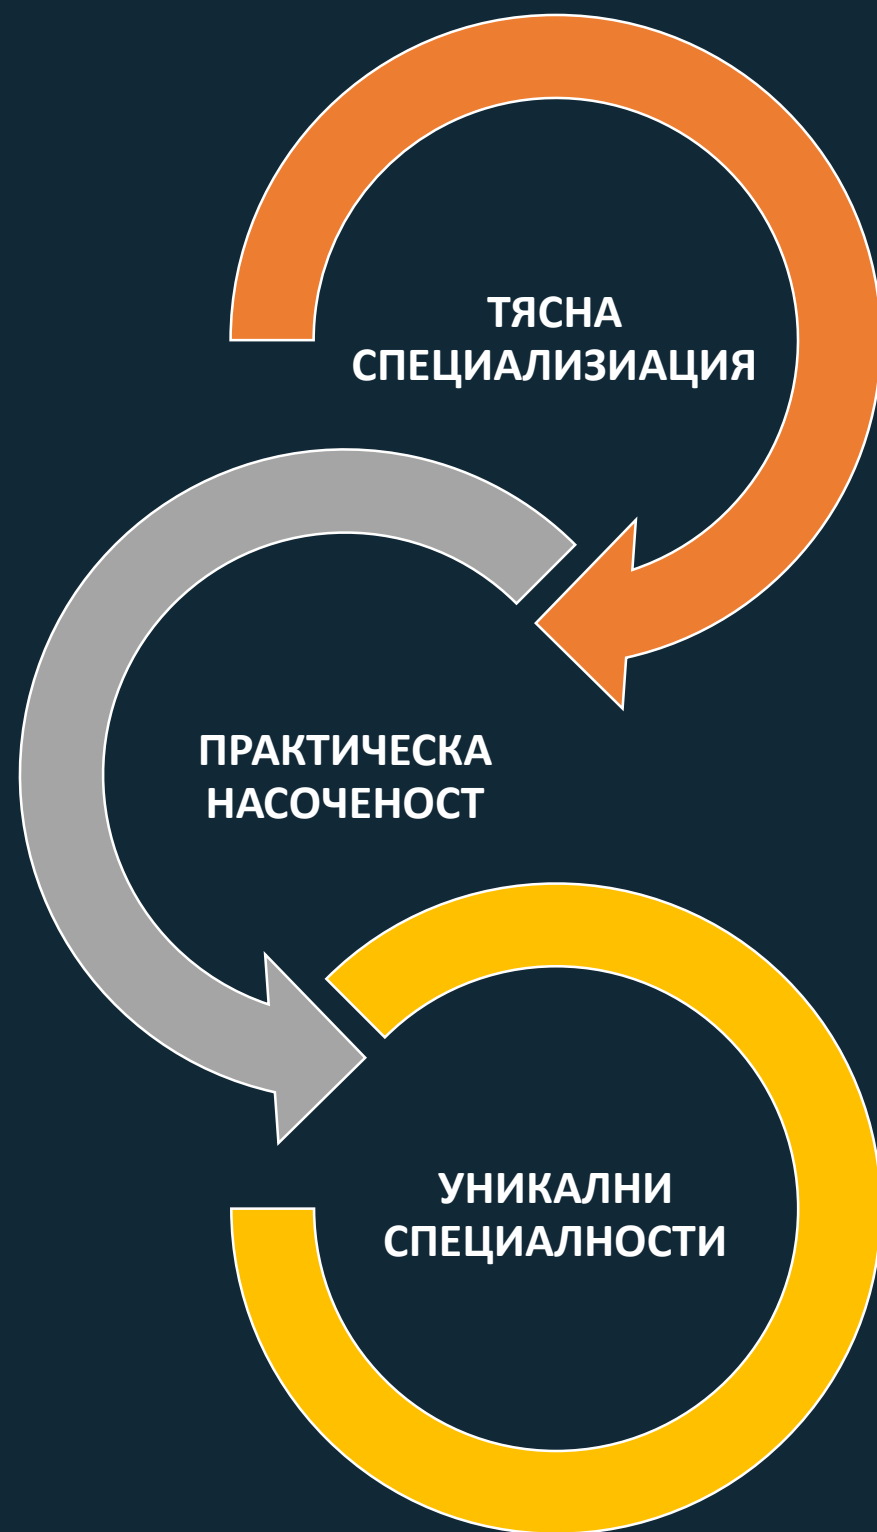 ТЯСНА
СПЕЦИАЛИЗИАЦИЯ
ПРАКТИЧЕСКА
НАСОЧЕНОСТ
УНИКАЛНИ
СПЕЦИАЛНОСТИ